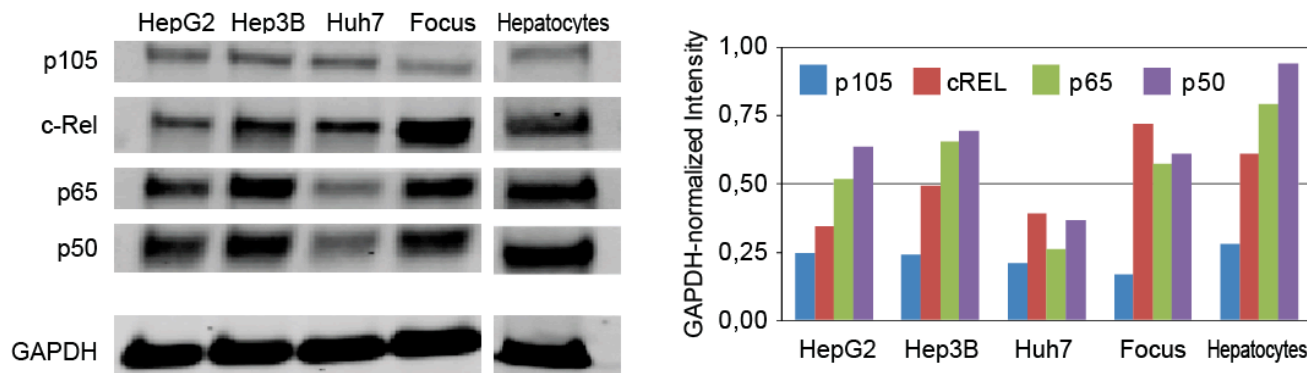 HepG2 Hep3B Huh7 Focus Hepatocytes
p105
c-Rel
p65
p50
GAPDH
GAPDH-normalized Intensity
1,00
0,75
0,50
0,25
0,00
p105 cREL p65 p50
HepG2 Hep3B Huh7 Focus Hepatocytes